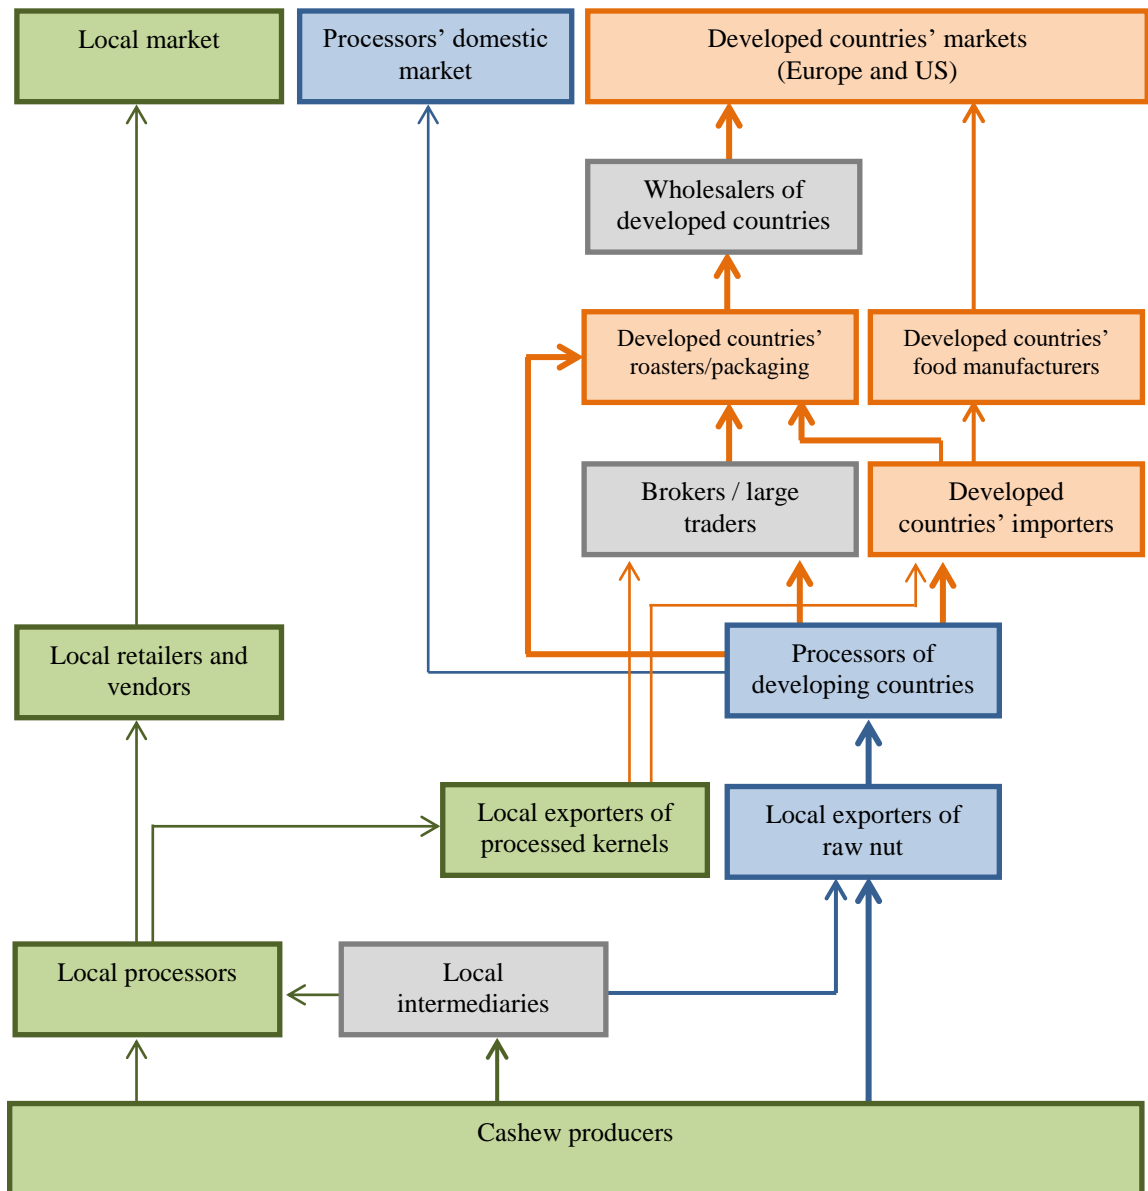 Local market
Processors’ domestic
market
Developed countries’ markets
(Europe and US)
Wholesalers of
developed countries
Developed countries’
roasters/packaging
Developed countries’
food manufacturers
Brokers / large
traders
Developed
countries’ importers
Local retailers and
vendors
Processors of
developing countries
Local exporters of
processed kernels
Local exporters of
raw nut
Local processors
Local
intermediaries
Cashew producers